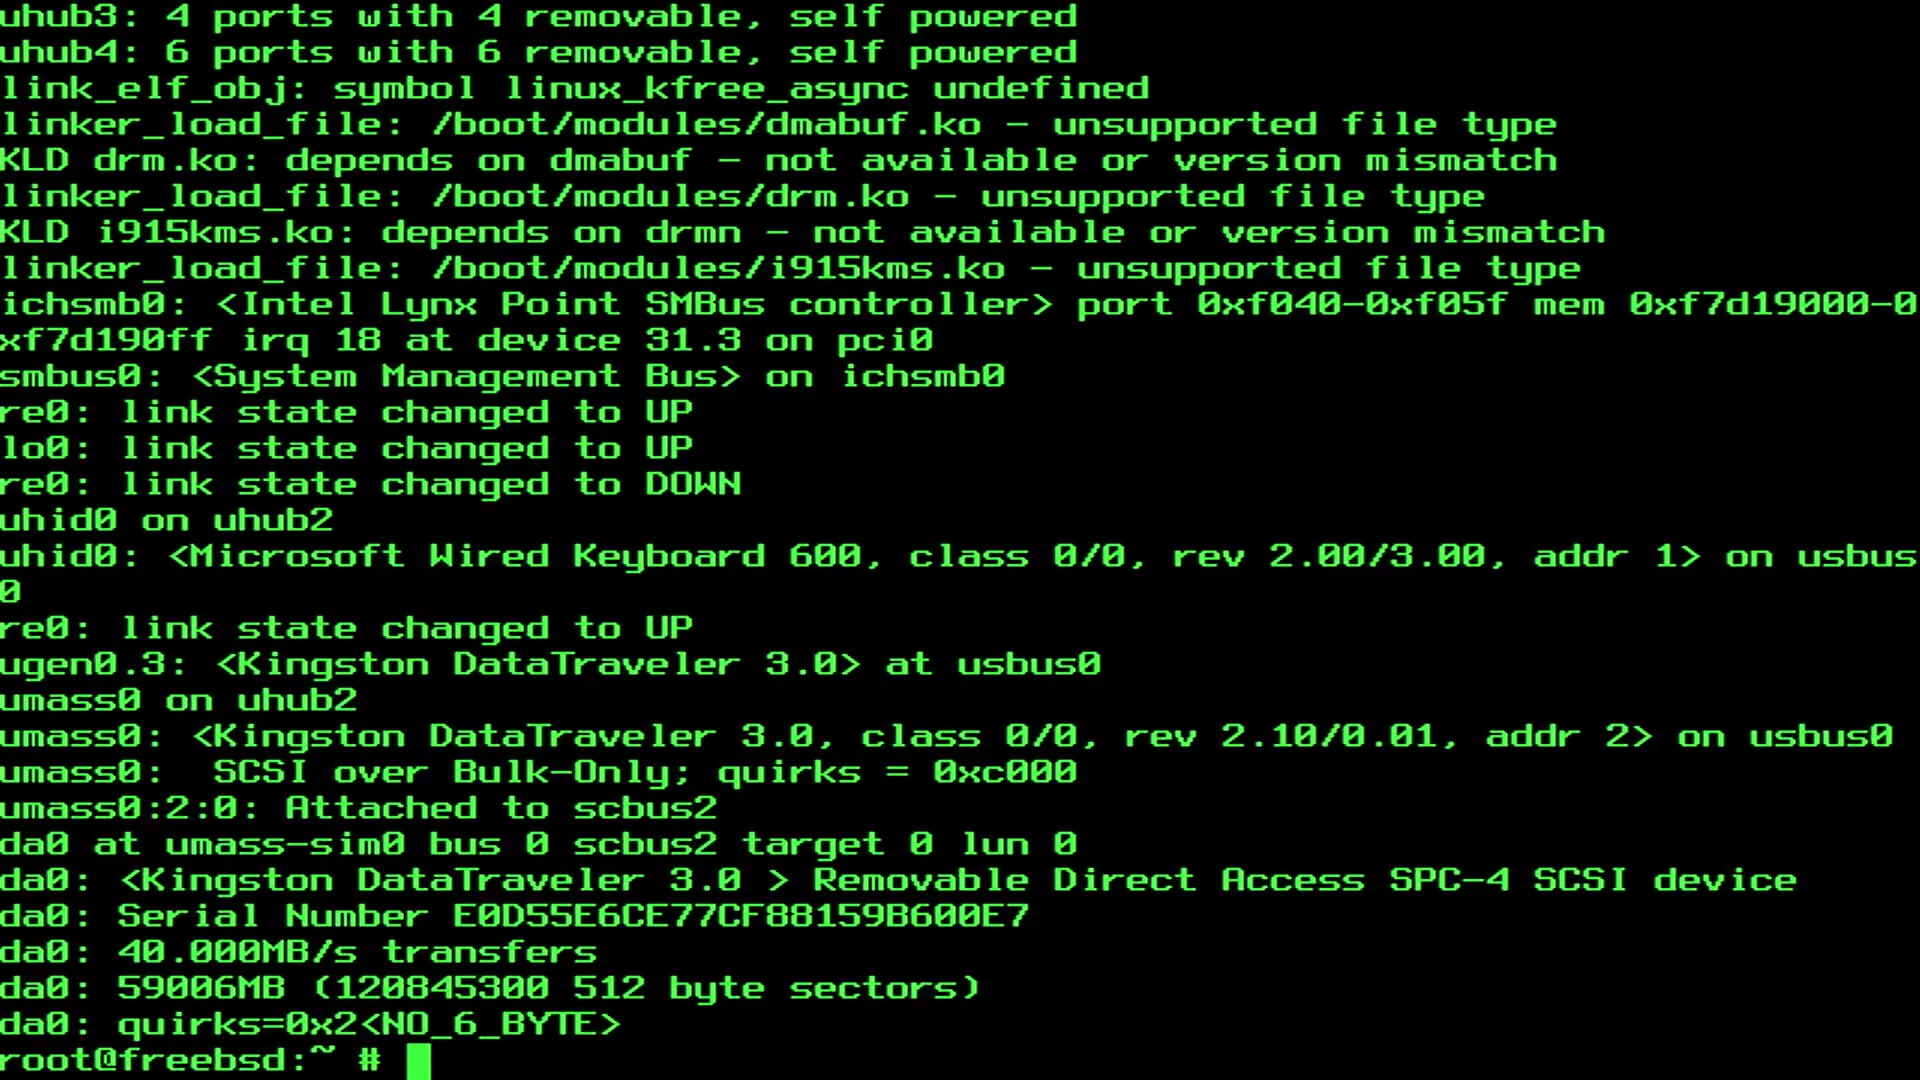 uhub3: 4 ports with 4 removable, self powered
uhub4: 6 ports with 6 removable, self powered
link_elf_obj: symbol linux_kfree_async undefined
linker_load_file: /boot/modules/dmabuf.ko - unsupported file type
KLD drm.ko: depends on dmabuf - not available or version mismatch
linker_load_file: /boot/modules/drm.ko - unsupported file type
KLD i915kms.ko: depends on drmn - not available or version mismatch
linker_load_file: /boot/modules/i915kms.ko - unsupported file type
ichsmb0: <Intel Lynx Point SMBus controller> port 0xf040-0xf05f mem 0xf7d19000-0
xf7d190ff irq 18 at device 31.3 on pci0
smbus0: <System Management Bus> on ichsmb0
re0: link state changed to UP
lo0: link state changed to UP
re0: link state changed to DOWN
uhid0 on uhub2
uhid0: <Microsoft Wired Keyboard 600, class 0/0, rev 2.00/3.00, addr 1> on usbus
0
re0: link state changed to UP
ugen0.3: <Kingston DataTraveler 3.0> at usbus0
umass0 on uhub2
umass0: <Kingston DataTraveler 3.0, class 0/0, rev 2.10/0.01, addr 2> on usbus0
umass0:  SCSI over Bulk-Only; quirks = 0xc000
umass0:2:0: Attached to scbus2
da0 at umass-sim0 bus 0 scbus2 target 0 lun 0
da0: <Kingston DataTraveler 3.0 > Removable Direct Access SPC-4 SCSI device
da0: Serial Number E0D55E6CE77CF88159B600E7
da0: 40.000MB/s transfers
da0: 59006MB (120845300 512 byte sectors)
da0: quirks=0x2<NO_6_BYTE>
root@freebsd:~ #